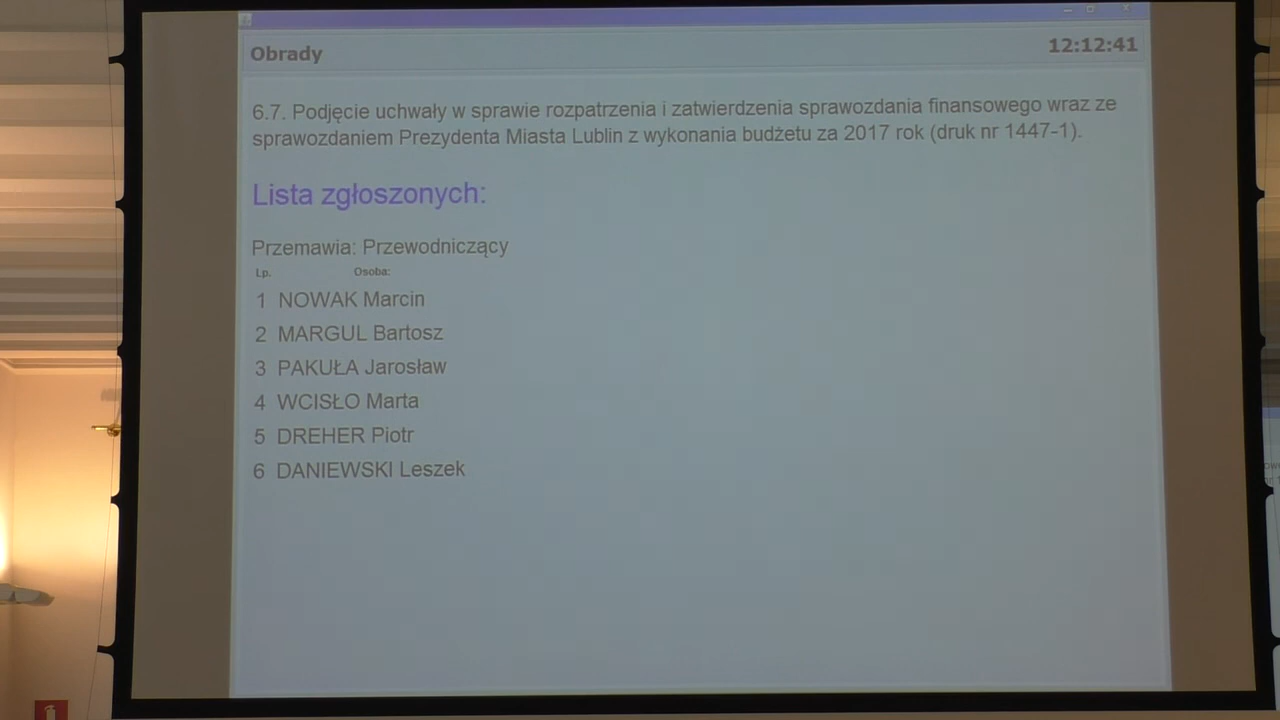 Obrady
12:12:41
6.7. Podjęcie uchwały w sprawie rozpatrzenia i zatwierdzenia sprawozdania finansowego wraz ze
sprawozdaniem Prezydenta Miasta Lublin z wykonania budżetu za 2017 rok (druk nr 1447-1).
Lista zgłoszonych:
Przemawia: Przewodniczący
Lp. Osoba:
1 NOWAK Marcin
2 MARGUL Bartosz
3 PAKUŁA Jarosław
4 WCISŁO Marta
5 DREHER Piotr
6 DANIEWSKI Leszek